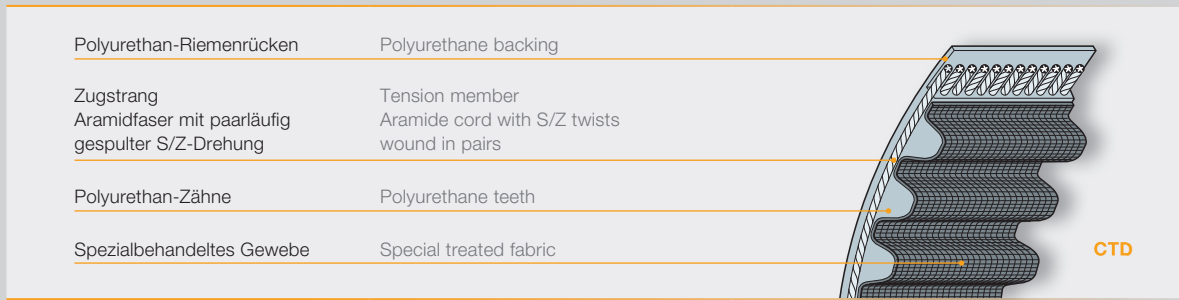 Polyurethan-Riemenrücken Polyurethane backing
Zugstrang Tension member
Aramidfaser mit paarläufig Aramide cord with S/Z twists
gespulter S/Z-Drehung wound in pairs
Polyurethan-Zähne Polyurethane teeth
Spezialbehandeltes Gewebe Special treated fabric
CTD